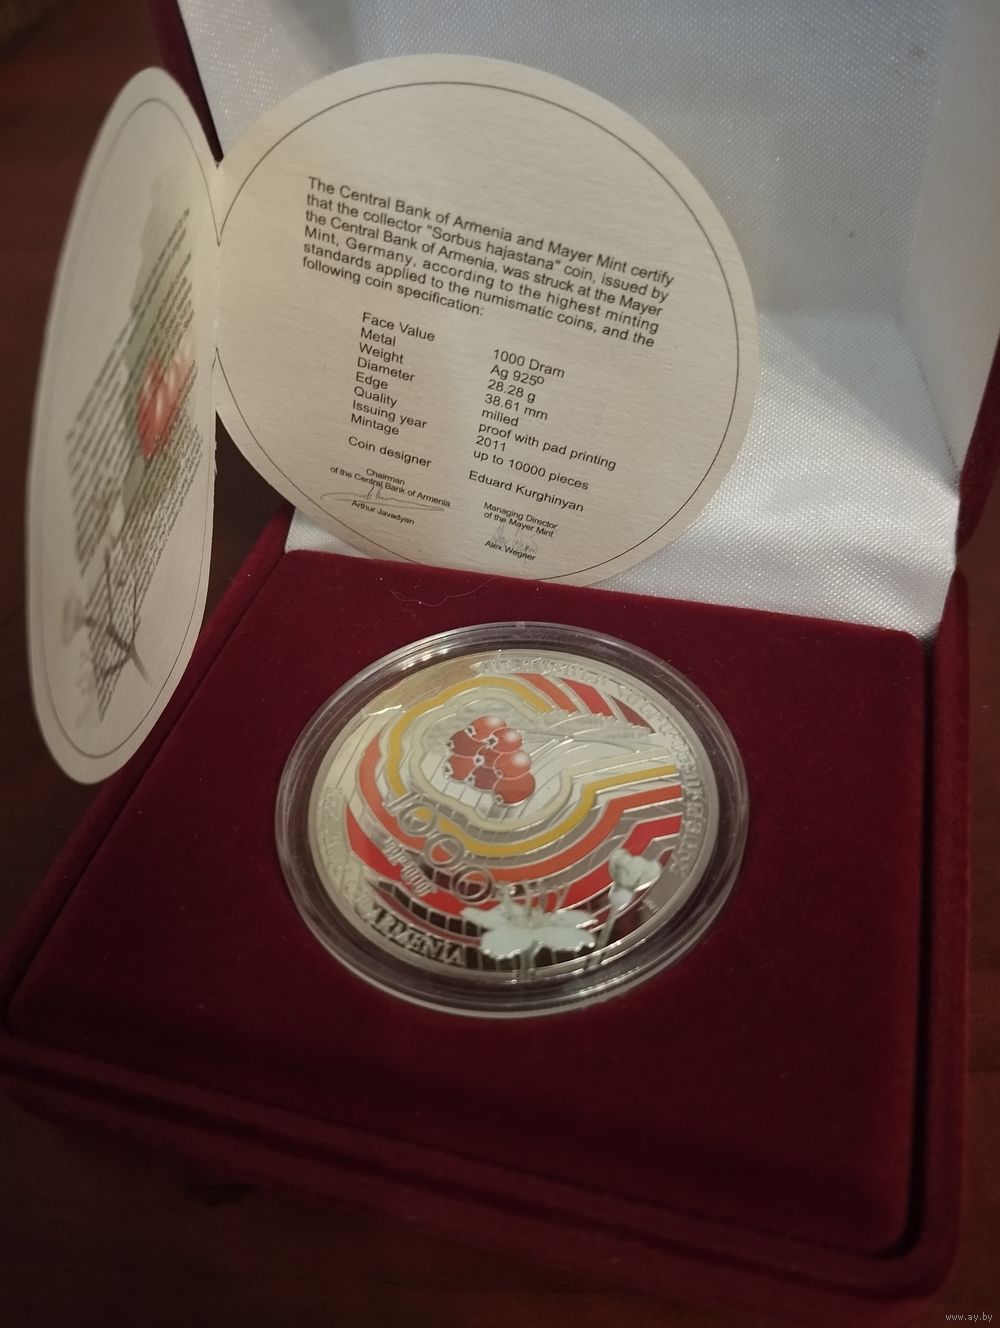 The Central Bank of Armenia and Mayer Mint certify
that the collector "Sorbus hajastana" coin, issued by
the Central Bank of Armenia, was struck at the Mayer
Mint, Germany, according to the highest minting
standards applied to the numismatic coins, and the
following coin specification:
Face Value 1000 Dram
Metal Ag 925º
Weight 28.28 g
Diameter 38.61 mm
Edge milled
Quality proof with pad printing
Issuing year 2011
Mintage up to 10000 pieces
Coin designer Eduard Kurghinyan
Chairman
of the Central Bank of Armenia
Arthur Javadyan
Managing Director
of the Mayer Mint
Alex Wegner
1000
ARMENIA
www.ay.by